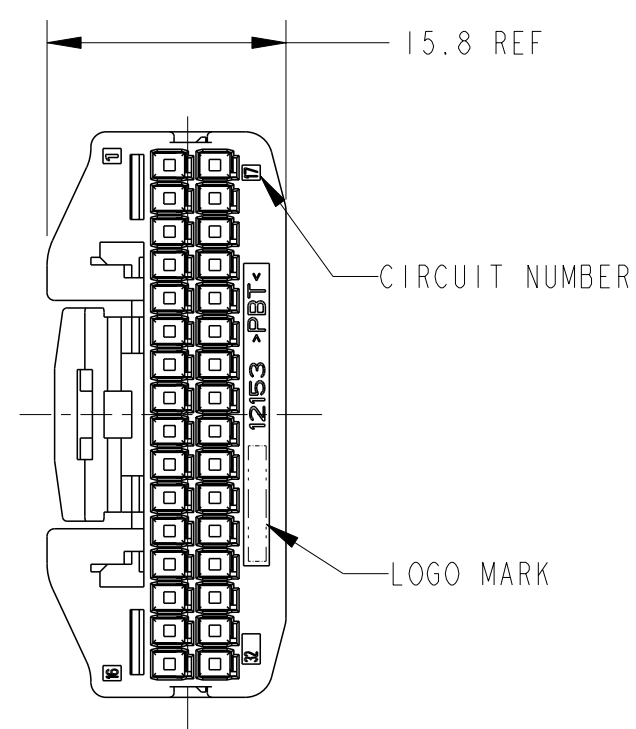 15.8 REF
1
17
CIRCUIT NUMBER
12153 >PBT<
LOGO MARK
32
16